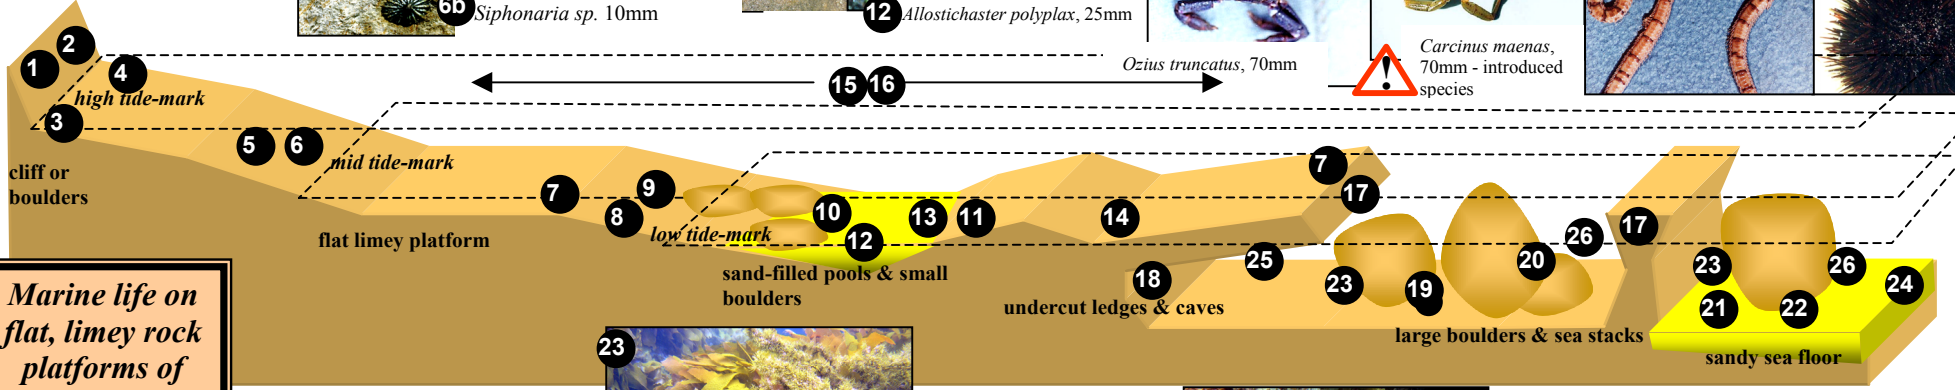 6b Siphonaria sp. 10mm
12 Allostichaster polyplax, 25mm
Ozius truncatus, 70mm
Carcinus maenas,
70mm - introduced
species
!
1
2
4
high tide-mark
3
15 16
5 6
mid tide-mark
cliff or
boulders
7
9
8
10
13 11
14
7
17
low tide-mark
12
flat limey platform
sand-filled pools & small
boulders
18
25
undercut ledges & caves
23
19
20
26
17
large boulders & sea stacks
23
26
24
21
22
sandy sea floor
Marine life on
flat, limey rock
platforms of
23